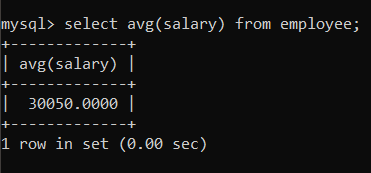 mysql> select avg(salary) from employee;
+-------------+
| avg(salary) |
+-------------+
|  30050.0000 |
+-------------+
1 row in set (0.00 sec)